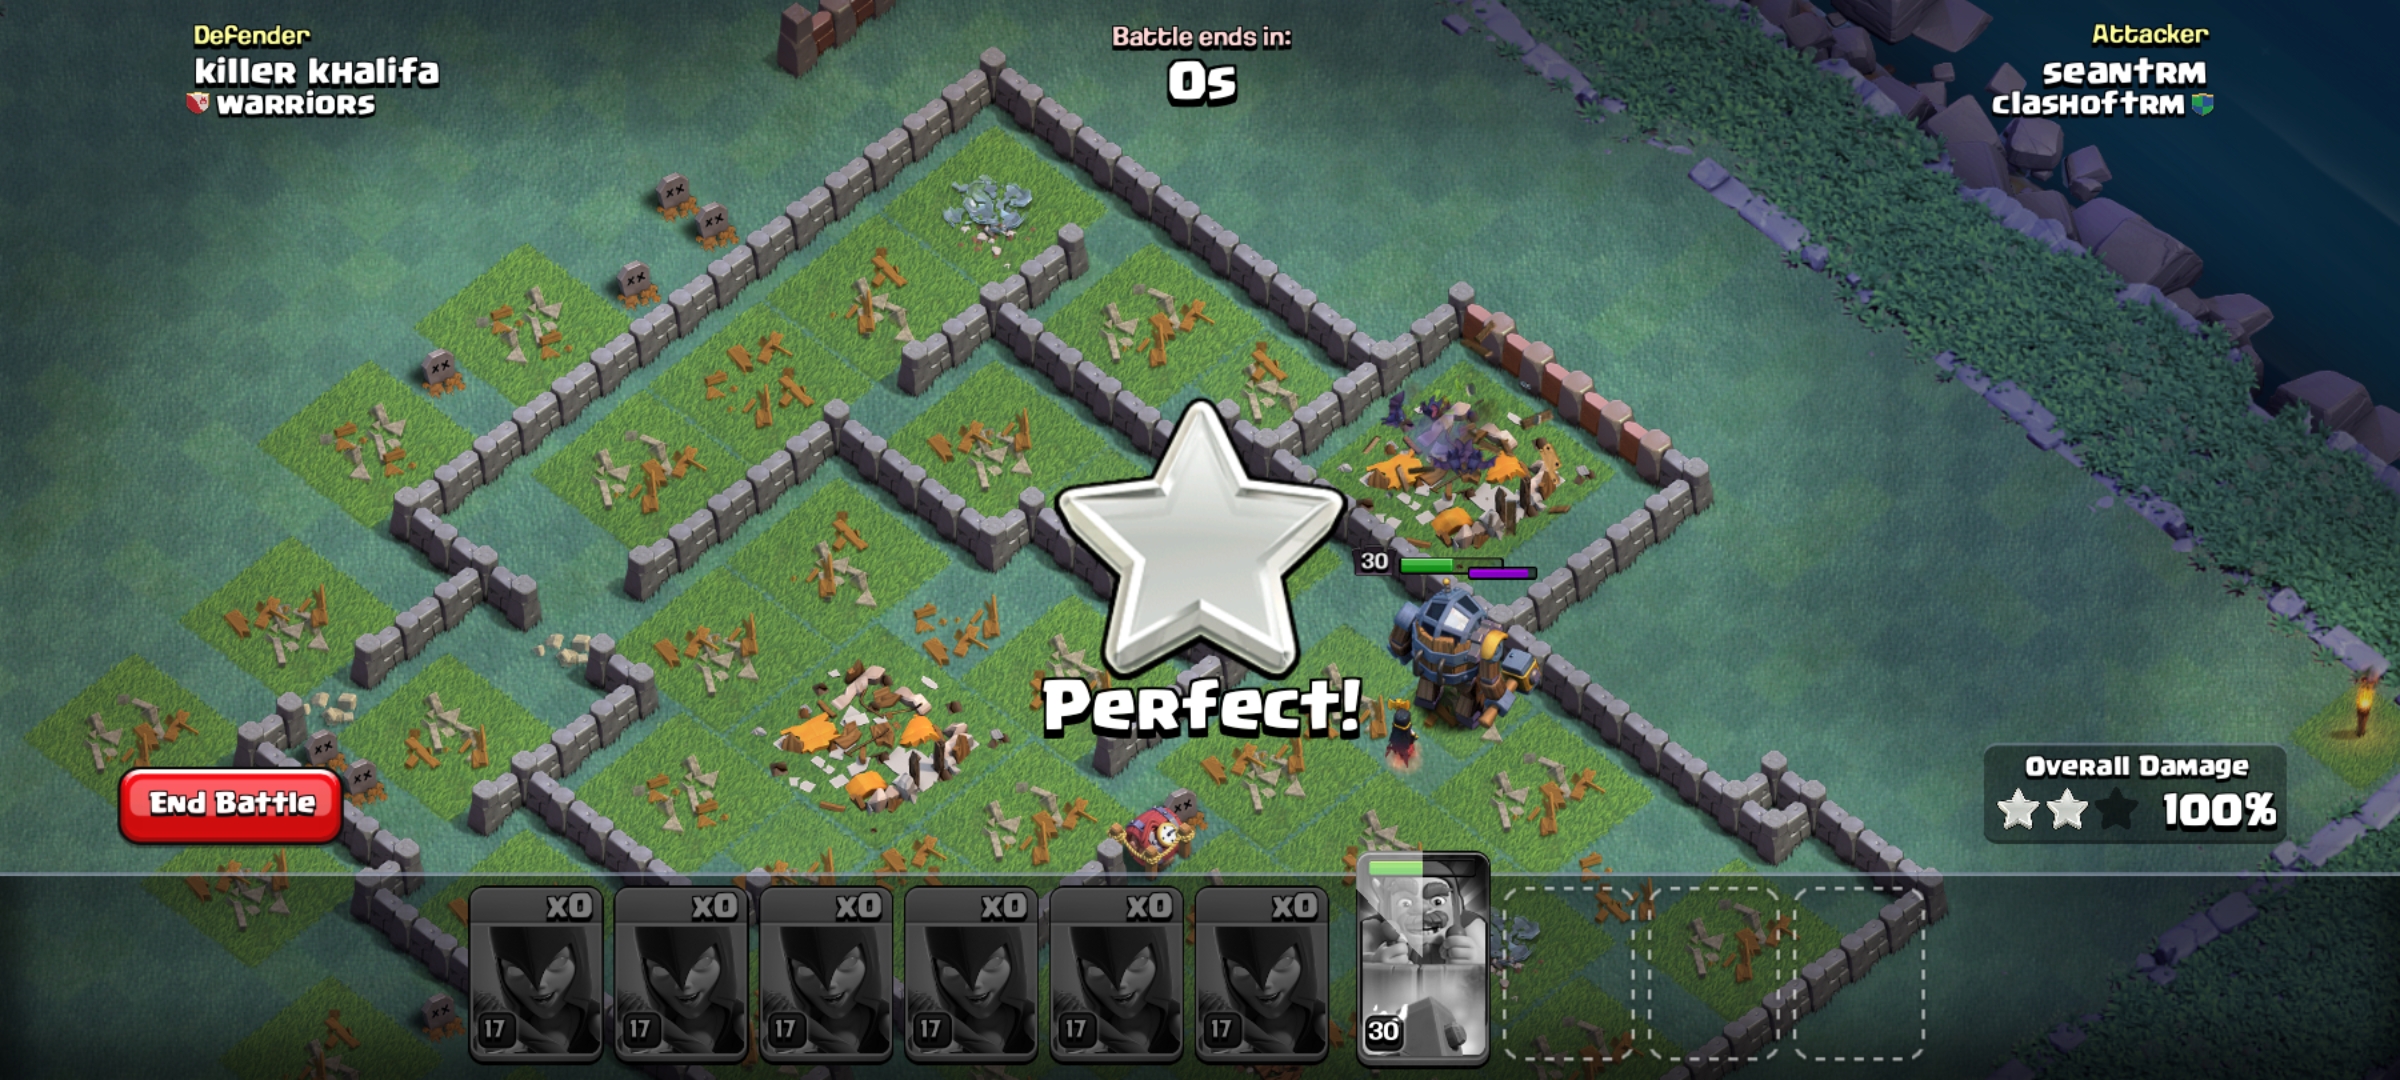 Defender
killer khalifa
warriors
Battle ends in:
0s
Attacker
seantrm
clashoftrm
30
Perfect!
End Battle
Overall Damage
100%
x0 x0 x0 x0 x0 x0
17 17 17 17 17 17 30